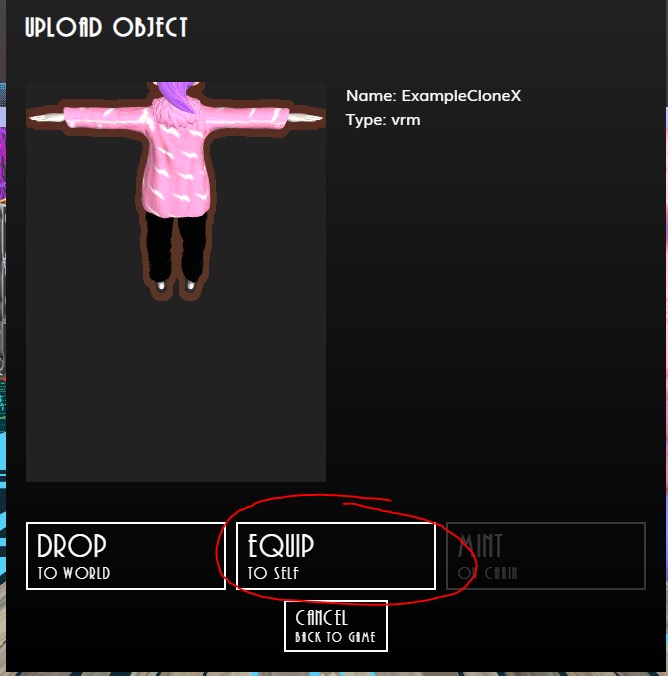 UPLOAD OBJECT
Name: ExampleCloneX
Type: vrm
DROP
TO WORLD
EQUIP
TO SELF
MINT
ON CHAIN
CANCEL
BACK TO GAME